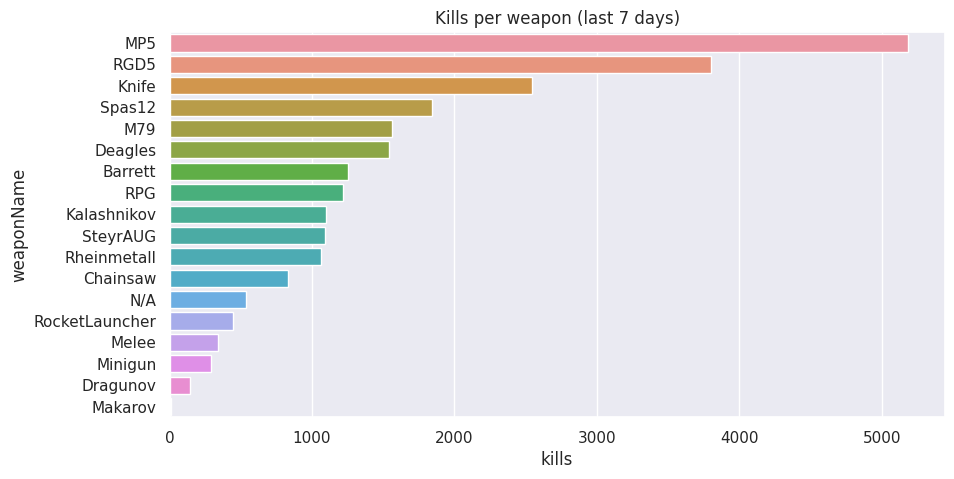 Kills per weapon (last 7 days)
MP5
RGD5
Knife
Spas12
M79
Deagles
Barrett
RPG
Kalashnikov
SteyrAUG
Rheinmetall
Chainsaw
N/A
RocketLauncher
Melee
Minigun
Dragunov
Makarov
weaponName
0 1000 2000 3000 4000 5000
kills